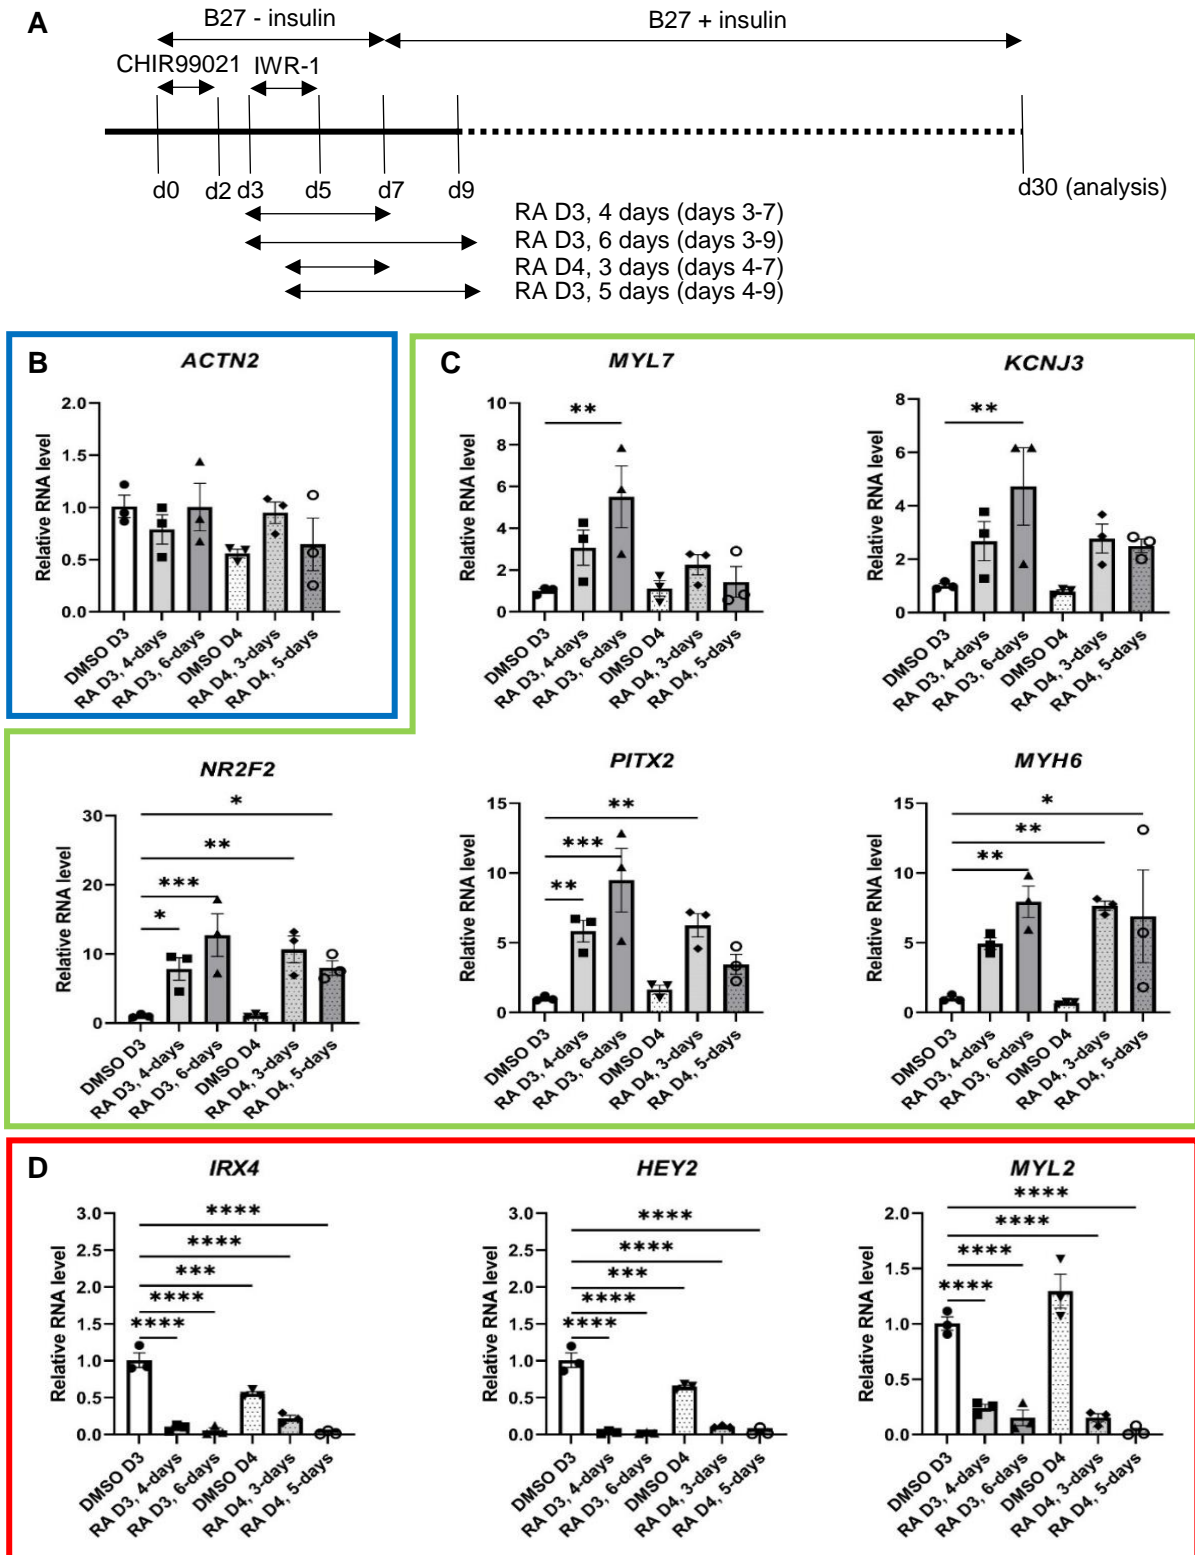 A
B27 - insulin
B27 + insulin
CHIR99021
IWR-1
d0
d2
d3
d5
d7
d9
d30 (analysis)
RA D3, 4 days (days 3-7)
RA D3, 6 days (days 3-9)
RA D4, 3 days (days 4-7)
RA D3, 5 days (days 4-9)
B
ACTN2
Relative RNA level
2.0
1.5
1.0
0.5
0.0
DMSO D3
RA D3, 4-days
RA D3, 6-days
DMSO D4
RA D4, 3-days
RA D4, 5-days
C
MYL7
Relative RNA level
10
8
6
4
2
0
**
DMSO D3
RA D3, 4-days
RA D3, 6-days
DMSO D4
RA D4, 3-days
RA D4, 5-days
KCNJ3
Relative RNA level
8
6
4
2
0
**
DMSO D3
RA D3, 4-days
RA D3, 6-days
DMSO D4
RA D4, 3-days
RA D4, 5-days
NR2F2
Relative RNA level
30
20
10
0
*
**
***
*
DMSO D3
RA D3, 4-days
RA D3, 6-days
DMSO D4
RA D4, 3-days
RA D4, 5-days
PITX2
Relative RNA level
15
10
5
0
**
***
**
DMSO D3
RA D3, 4-days
RA D3, 6-days
DMSO D4
RA D4, 3-days
RA D4, 5-days
MYH6
Relative RNA level
15
10
5
0
*
**
**
DMSO D3
RA D3, 4-days
RA D3, 6-days
DMSO D4
RA D4, 3-days
RA D4, 5-days
D
IRX4
Relative RNA level
3.0
2.5
2.0
1.5
1.0
0.5
0.0
****
****
***
****
****
DMSO D3
RA D3, 4-days
RA D3, 6-days
DMSO D4
RA D4, 3-days
RA D4, 5-days
HEY2
Relative RNA level
3.0
2.5
2.0
1.5
1.0
0.5
0.0
****
****
***
****
****
DMSO D3
RA D3, 4-days
RA D3, 6-days
DMSO D4
RA D4, 3-days
RA D4, 5-days
MYL2
Relative RNA level
2.0
1.5
1.0
0.5
0.0
****
****
****
****
DMSO D3
RA D3, 4-days
RA D3, 6-days
DMSO D4
RA D4, 3-days
RA D4, 5-days